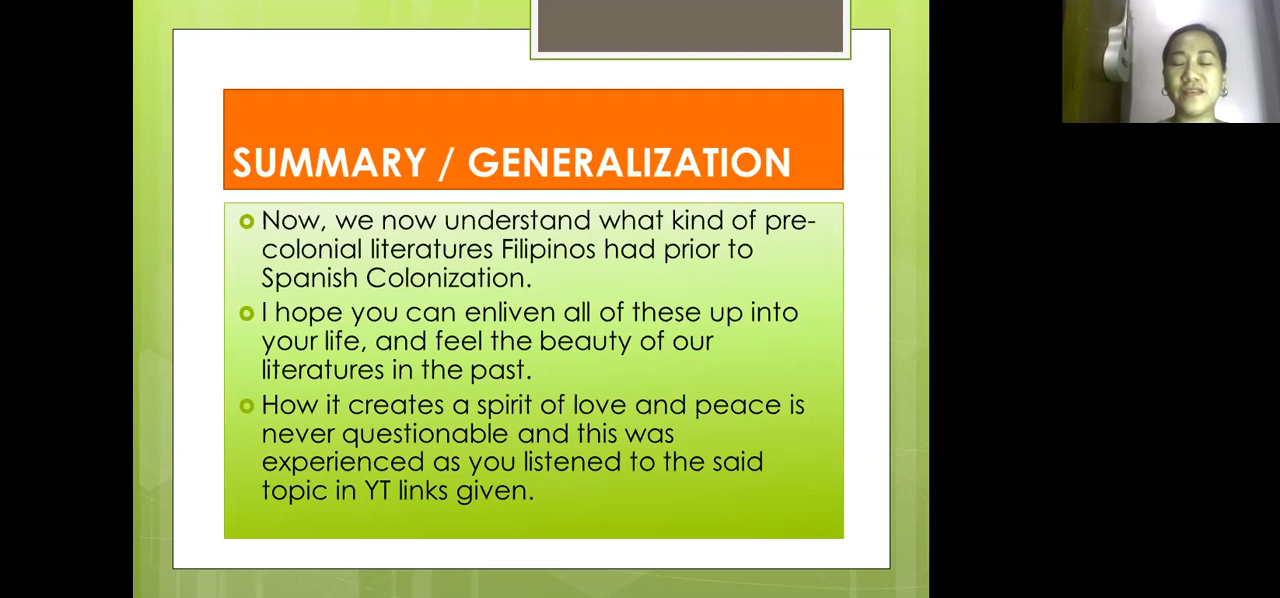 SUMMARY / GENERALIZATION
Now, we now understand what kind of pre-
colonial literatures Filipinos had prior to
Spanish Colonization.
I hope you can enliven all of these up into
your life, and feel the beauty of our
literatures in the past.
How it creates a spirit of love and peace is
never questionable and this was
experienced as you listened to the said
topic in YT links given.